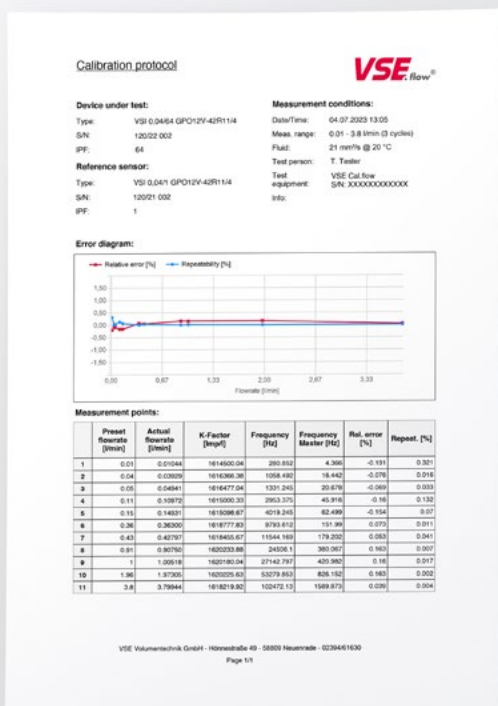 Calibration protocol
VSE.flow®
Device under test:
Type: VSI 0,04/64 GPO12V-42R11/4
S/N: 120/22 002
IPF: 64
Reference sensor:
Type: VSI 0,04/1 GPO12V-42R11/4
S/N: 120/21 002
IPF: 1
Measurement conditions:
Date/Time: 04.07.2023 13:05
Meas. range: 0.01 - 3.8 l/min (3 cycles)
Fluid: 21 mm²/s @ 20 °C
Test person: T. Tester
Test equipment: VSE Cal.flow
S/N: XXXXXXXXXXXX
Info:
Error diagram:
Relative error [%] Repeatability [%]
1,50
1,00
0,50
0,00
-0,50
-1,00
-1,50
0,00 0,67 1,33 2,00 2,67 3,33
Flowrate [l/min]
Measurement points:
Preset flowrate [l/min] Actual flowrate [l/min] K-Factor [Imp/l] Frequency [Hz] Frequency Master [Hz] Rel. error [%] Repeat. [%]
1 0.01 0.01044 1614500.04 280.852 4.366 -0.191 0.321
2 0.04 0.03929 1616366.38 1058.492 16.442 -0.076 0.016
3 0.05 0.04941 1616477.04 1331.245 20.678 -0.069 0.033
4 0.11 0.10972 1615000.33 2953.375 45.916 -0.16 0.132
5 0.15 0.14931 1615098.67 4019.245 62.499 -0.154 0.07
6 0.36 0.36300 1618777.83 9793.612 151.99 0.073 0.011
7 0.43 0.42797 1618455.67 11544.169 179.202 0.053 0.041
8 0.91 0.90750 1620233.88 24506.1 380.067 0.163 0.007
9 1 1.00518 1620180.04 27142.797 420.982 0.16 0.017
10 1.96 1.97305 1620225.63 53279.853 826.152 0.163 0.002
11 3.8 3.79944 1618219.92 102472.13 1589.873 0.039 0.004
VSE Volumentechnik GmbH - Hönnestraße 49 - 58809 Neuenrade - 02394/61630
Page 1/1